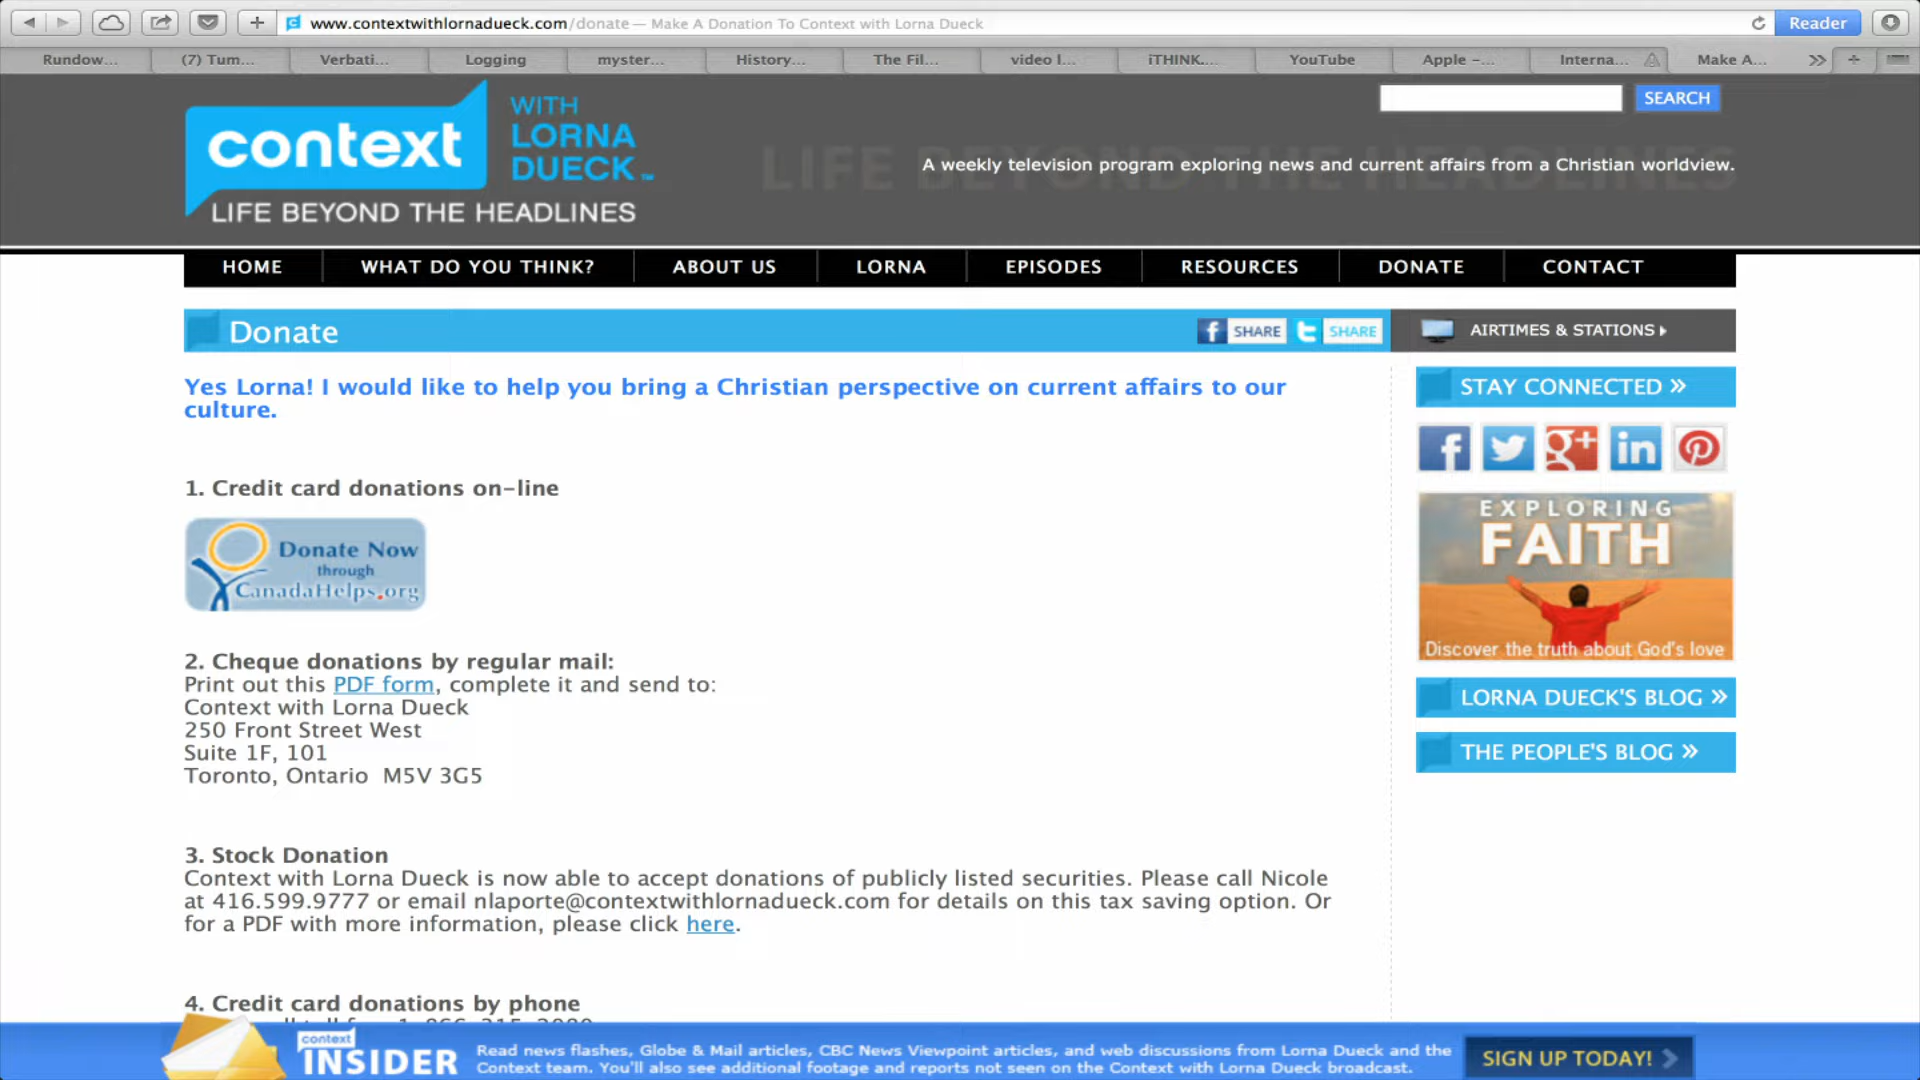 www.contextwithlornadueck.com/donate — Make A Donation To Context with Lorna Dueck
Reader
Rundow... (7) Tum... Verbati... Logging myster... History... The Fil... video l... iTHINK.... YouTube Apple -... Interna... Make A...
context
WITH
LORNA
DUECK™
LIFE BEYOND THE HEADLINES
SEARCH
LIFE BEYOND THE HEADLINES
A weekly television program exploring news and current affairs from a Christian worldview.
HOME WHAT DO YOU THINK? ABOUT US LORNA EPISODES RESOURCES DONATE CONTACT
Donate
SHARE SHARE
AIRTIMES & STATIONS
Yes Lorna! I would like to help you bring a Christian perspective on current affairs to our
culture.
1. Credit card donations on-line
Donate Now
through
CanadaHelps.org
2. Cheque donations by regular mail:
Print out this PDF form, complete it and send to:
Context with Lorna Dueck
250 Front Street West
Suite 1F, 101
Toronto, Ontario M5V 3G5
3. Stock Donation
Context with Lorna Dueck is now able to accept donations of publicly listed securities. Please call Nicole
at 416.599.9777 or email nlaporte@contextwithlornadueck.com for details on this tax saving option. Or
for a PDF with more information, please click here.
4. Credit card donations by phone
STAY CONNECTED »
EXPLORING
FAITH
Discover the truth about God's love
LORNA DUECK'S BLOG »
THE PEOPLE'S BLOG »
context
INSIDER
Read news flashes, Globe & Mail articles, CBC News Viewpoint articles, and web discussions from Lorna Dueck and the
Context team. You'll also see additional footage and reports not seen on the Context with Lorna Dueck broadcast.
SIGN UP TODAY!